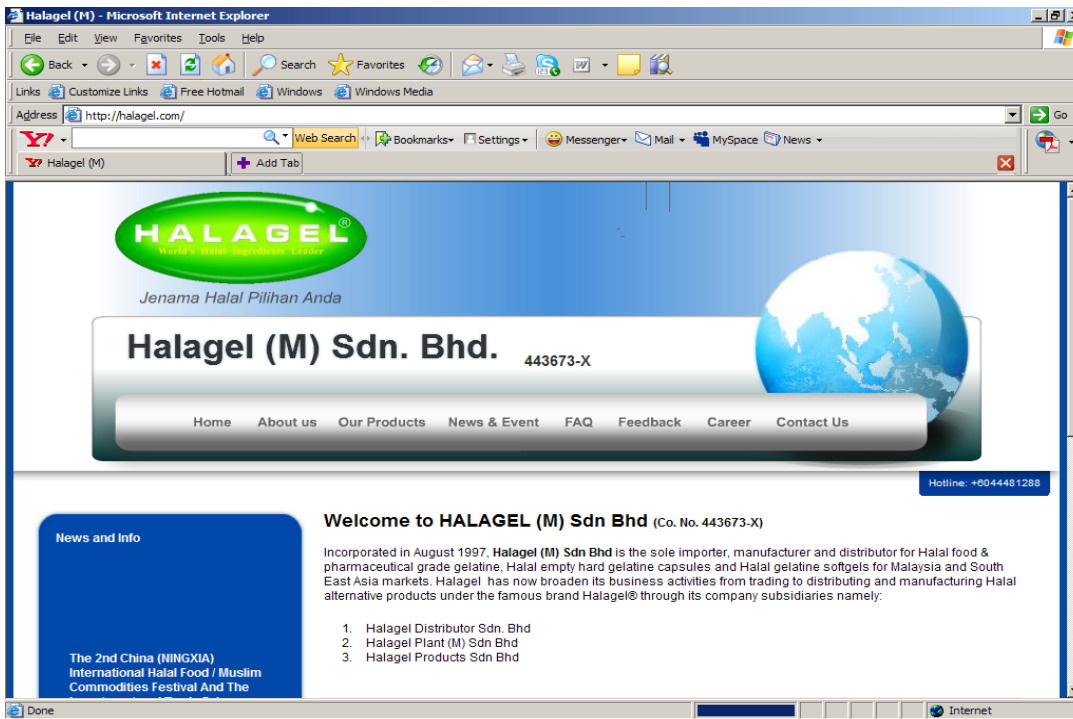 Halagel (M) - Microsoft Internet Explorer
File Edit View Favorites Tools Help
Back Search Favorites
Links Customize Links Free Hotmail Windows Windows Media
Address http://halagel.com/ Go
Y! Web Search Bookmarks Settings Messenger Mail MySpace News
Y? Halagel (M) Add Tab
HALAGEL®
World's Halal Ingredients Leader
Jenama Halal Pilihan Anda
Halagel (M) Sdn. Bhd. 443673-X
Home About us Our Products News & Event FAQ Feedback Career Contact Us
Hotline: +6044481288
News and Info
The 2nd China (NINGXIA)
International Halal Food / Muslim
Commodities Festival And The
Welcome to HALAGEL (M) Sdn Bhd (Co. No. 443673-X)
Incorporated in August 1997, Halagel (M) Sdn Bhd is the sole importer, manufacturer and distributor for Halal food &
pharmaceutical grade gelatine, Halal empty hard gelatine capsules and Halal gelatine softgels for Malaysia and South
East Asia markets. Halagel has now broaden its business activities from trading to distributing and manufacturing Halal
alternative products under the famous brand Halagel® through its company subsidiaries namely:
1. Halagel Distributor Sdn. Bhd
2. Halagel Plant (M) Sdn Bhd
3. Halagel Products Sdn Bhd
Done Internet